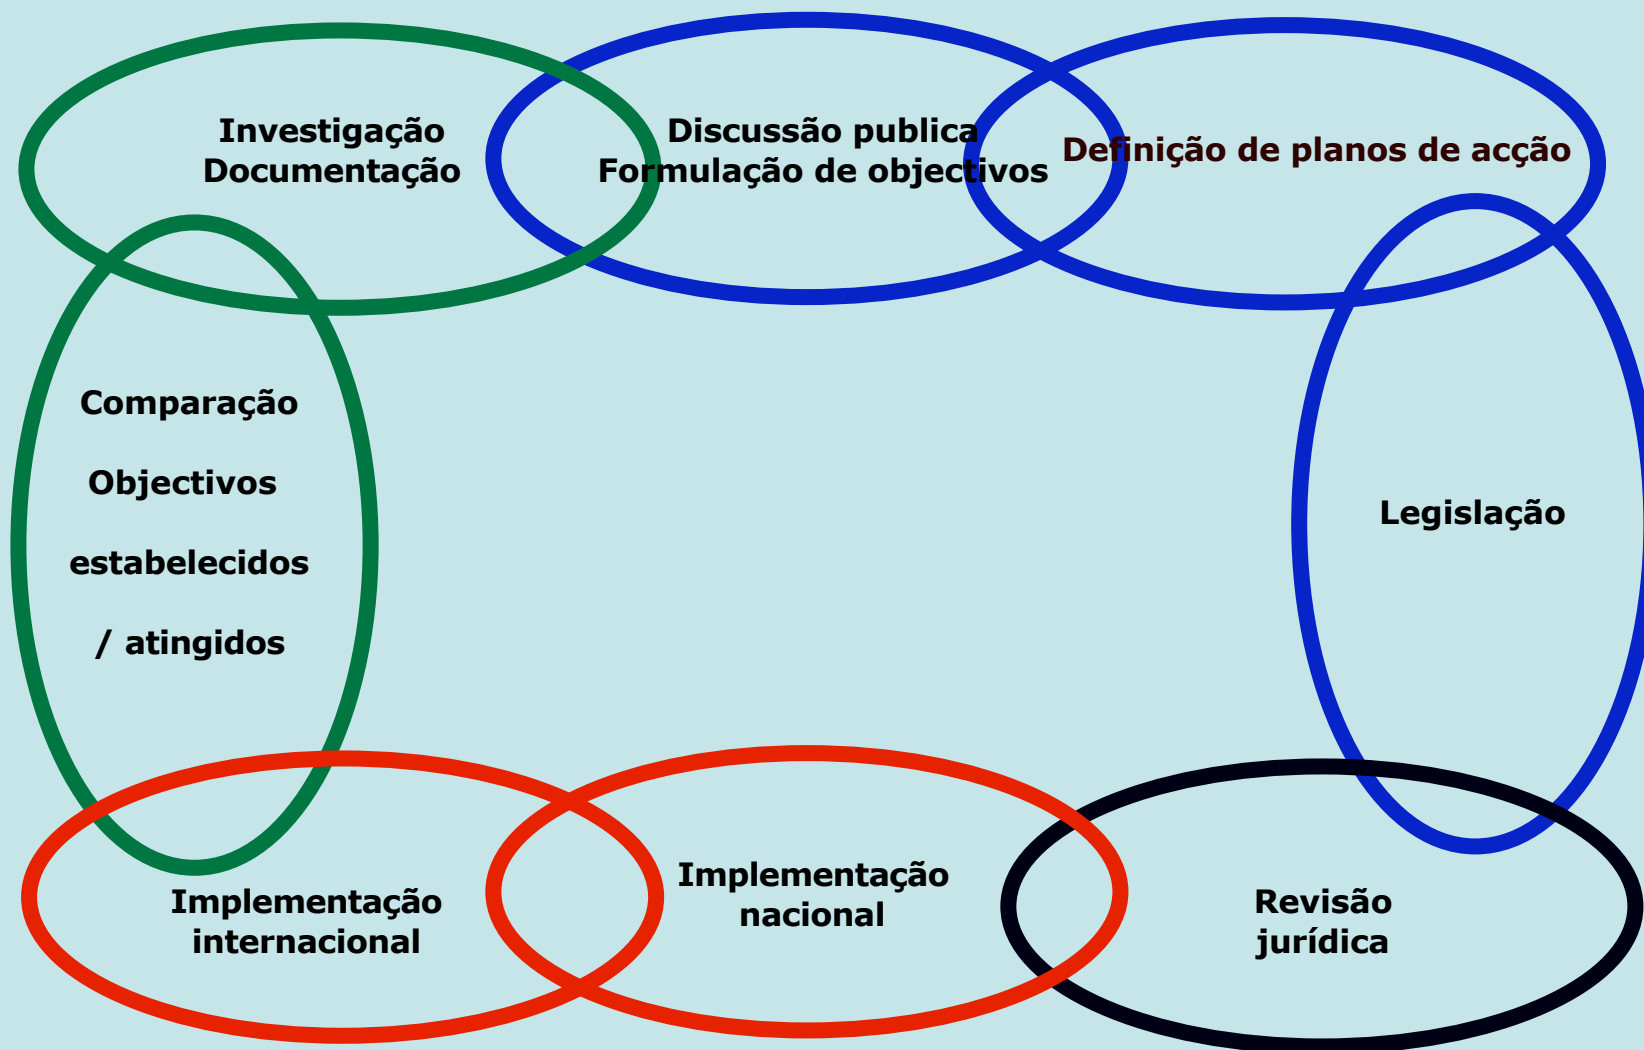 Investigação
Documentação
Discussão publica
Formulação de objectivos
Definição de planos de acção
Comparação
Objectivos
estabelecidos
/ atingidos
Legislação
Implementação
internacional
Implementação
nacional
Revisão
jurídica